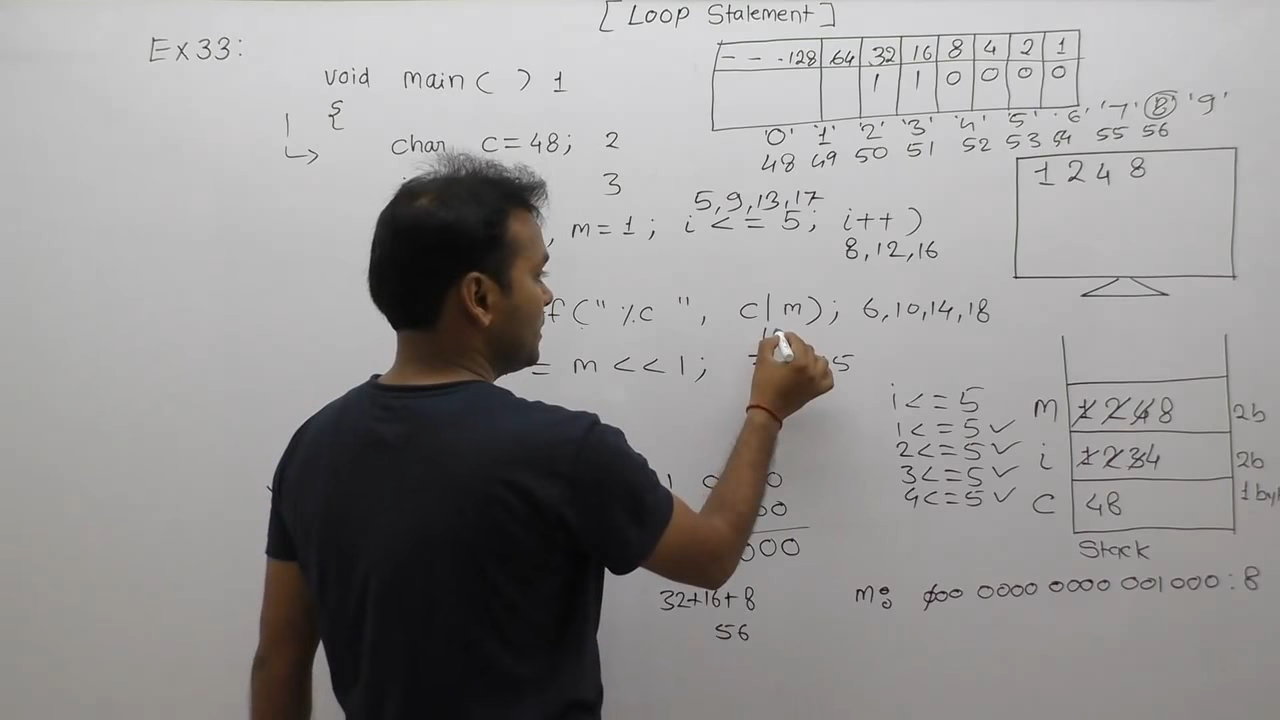 [ Loop Statement ]
Ex33:
void main( ) 1
{
char c=48; 2
3
, m=1; i <= 5; i++ )
5,9,13,17
8,12,16
f("%c ", c|m); 6,10,14,18
= m <<1;
5
- - -128 64 32 16 8 4 2 1
1 1 0 0 0 0 0
'0' '1' '2' '3' '4' '5' '6' '7' '8' '9'
48 49 50 51 52 53 54 55 56
1 2 4 8
i<=5
1<=5 ✓
2<=5 ✓
3<=5 ✓
4<=5 ✓
m 1 2 4 8 2b
i 1 2 3 4 2b
c 48 1 by
Stack
000
32+16+8
56
m: 000 0000 0000 001000 : 8